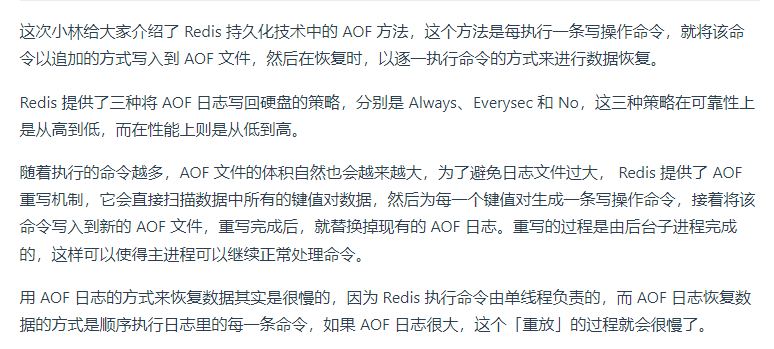 这次小林给大家介绍了 Redis 持久化技术中的 AOF 方法，这个方法是每执行一条写操作命令，就将该命
令以追加的方式写入到 AOF 文件，然后在恢复时，以逐一执行命令的方式来进行数据恢复。
Redis 提供了三种将 AOF 日志写回硬盘的策略，分别是 Always、Everysec 和 No，这三种策略在可靠性上
是从高到低，而在性能上则是从低到高。
随着执行的命令越多，AOF 文件的体积自然也会越来越大，为了避免日志文件过大， Redis 提供了 AOF
重写机制，它会直接扫描数据中所有的键值对数据，然后为每一个键值对生成一条写操作命令，接着将该
命令写入到新的 AOF 文件，重写完成后，就替换掉现有的 AOF 日志。重写的过程是由后台子进程完成
的，这样可以使得主进程可以继续正常处理命令。
用 AOF 日志的方式来恢复数据其实是很慢的，因为 Redis 执行命令由单线程负责的，而 AOF 日志恢复数
据的方式是顺序执行日志里的每一条命令，如果 AOF 日志很大，这个「重放」的过程就会很慢了。